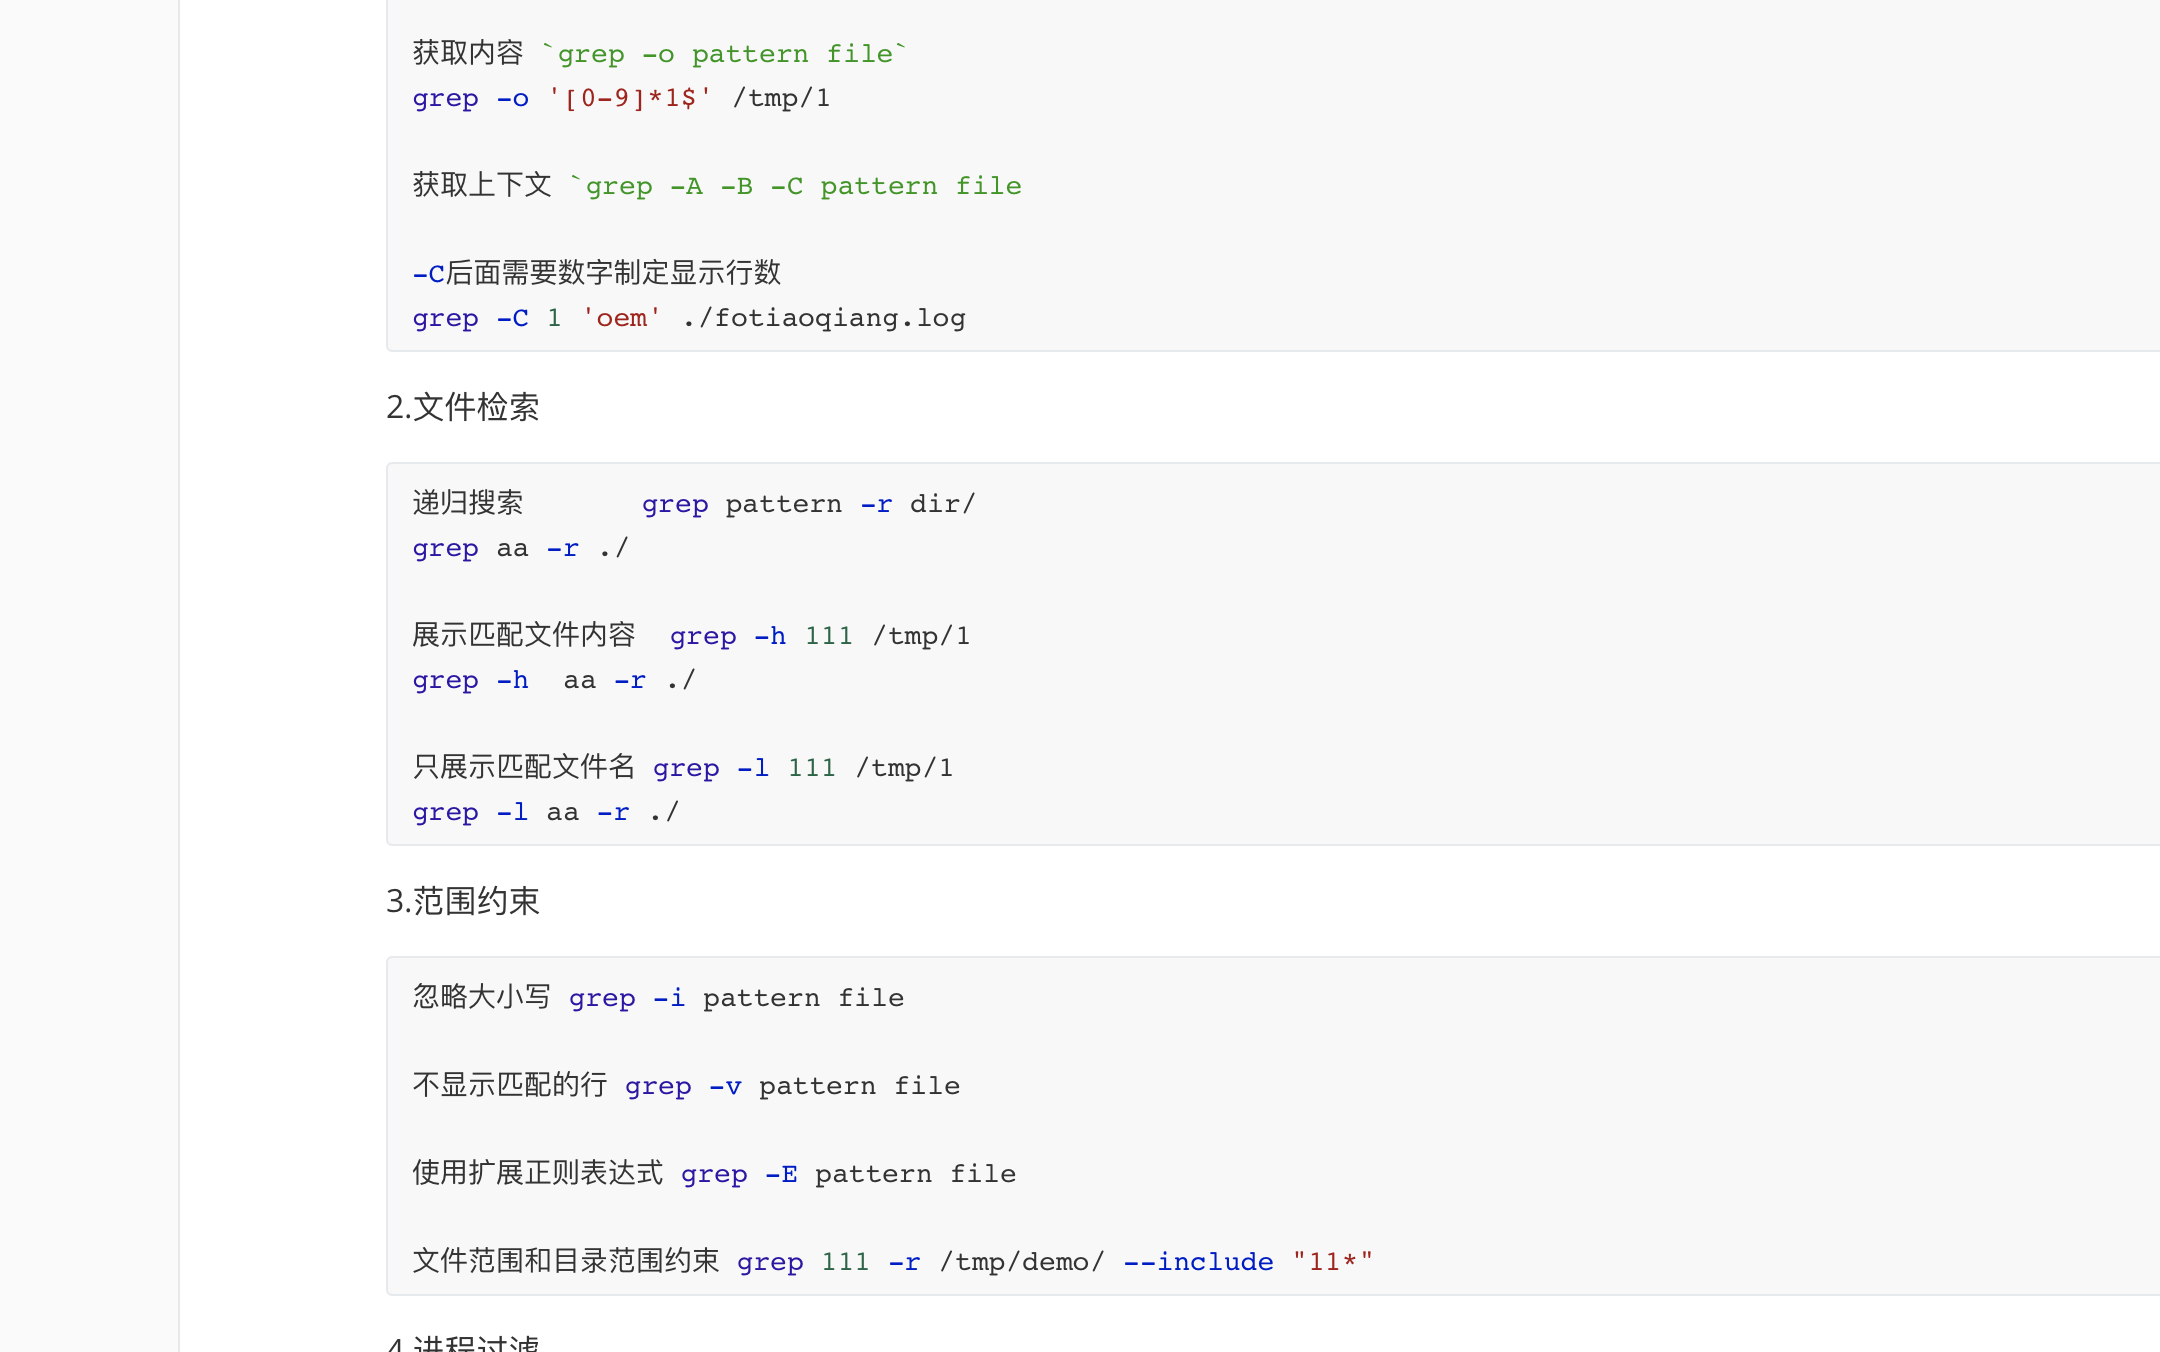 获取内容 `grep -o pattern file`
grep -o '[0-9]*1$' /tmp/1
获取上下文 `grep -A -B -C pattern file
-C后面需要数字制定显示行数
grep -C 1 'oem' ./fotiaoqiang.log
2.文件检索
递归搜索       grep pattern -r dir/
grep aa -r ./
展示匹配文件内容  grep -h 111 /tmp/1
grep -h  aa -r ./
只展示匹配文件名 grep -l 111 /tmp/1
grep -l aa -r ./
3.范围约束
忽略大小写 grep -i pattern file
不显示匹配的行 grep -v pattern file
使用扩展正则表达式 grep -E pattern file
文件范围和目录范围约束 grep 111 -r /tmp/demo/ --include "11*"
4.进程过滤